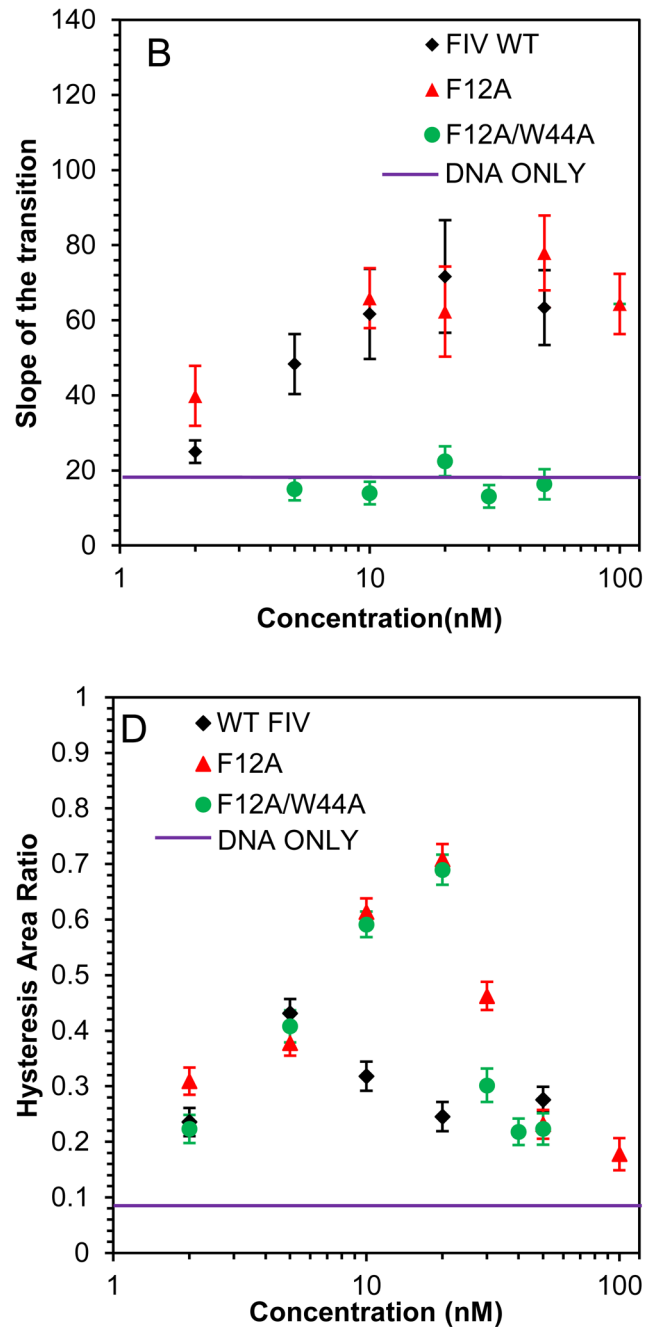 B
FIV WT
F12A
F12A/W44A
DNA ONLY
Slope of the transition
140
120
100
80
60
40
20
0
1
10
100
Concentration(nM)
D
WT FIV
F12A
F12A/W44A
DNA ONLY
Hysteresis Area Ratio
1
0.9
0.8
0.7
0.6
0.5
0.4
0.3
0.2
0.1
0
1
10
100
Concentration (nM)